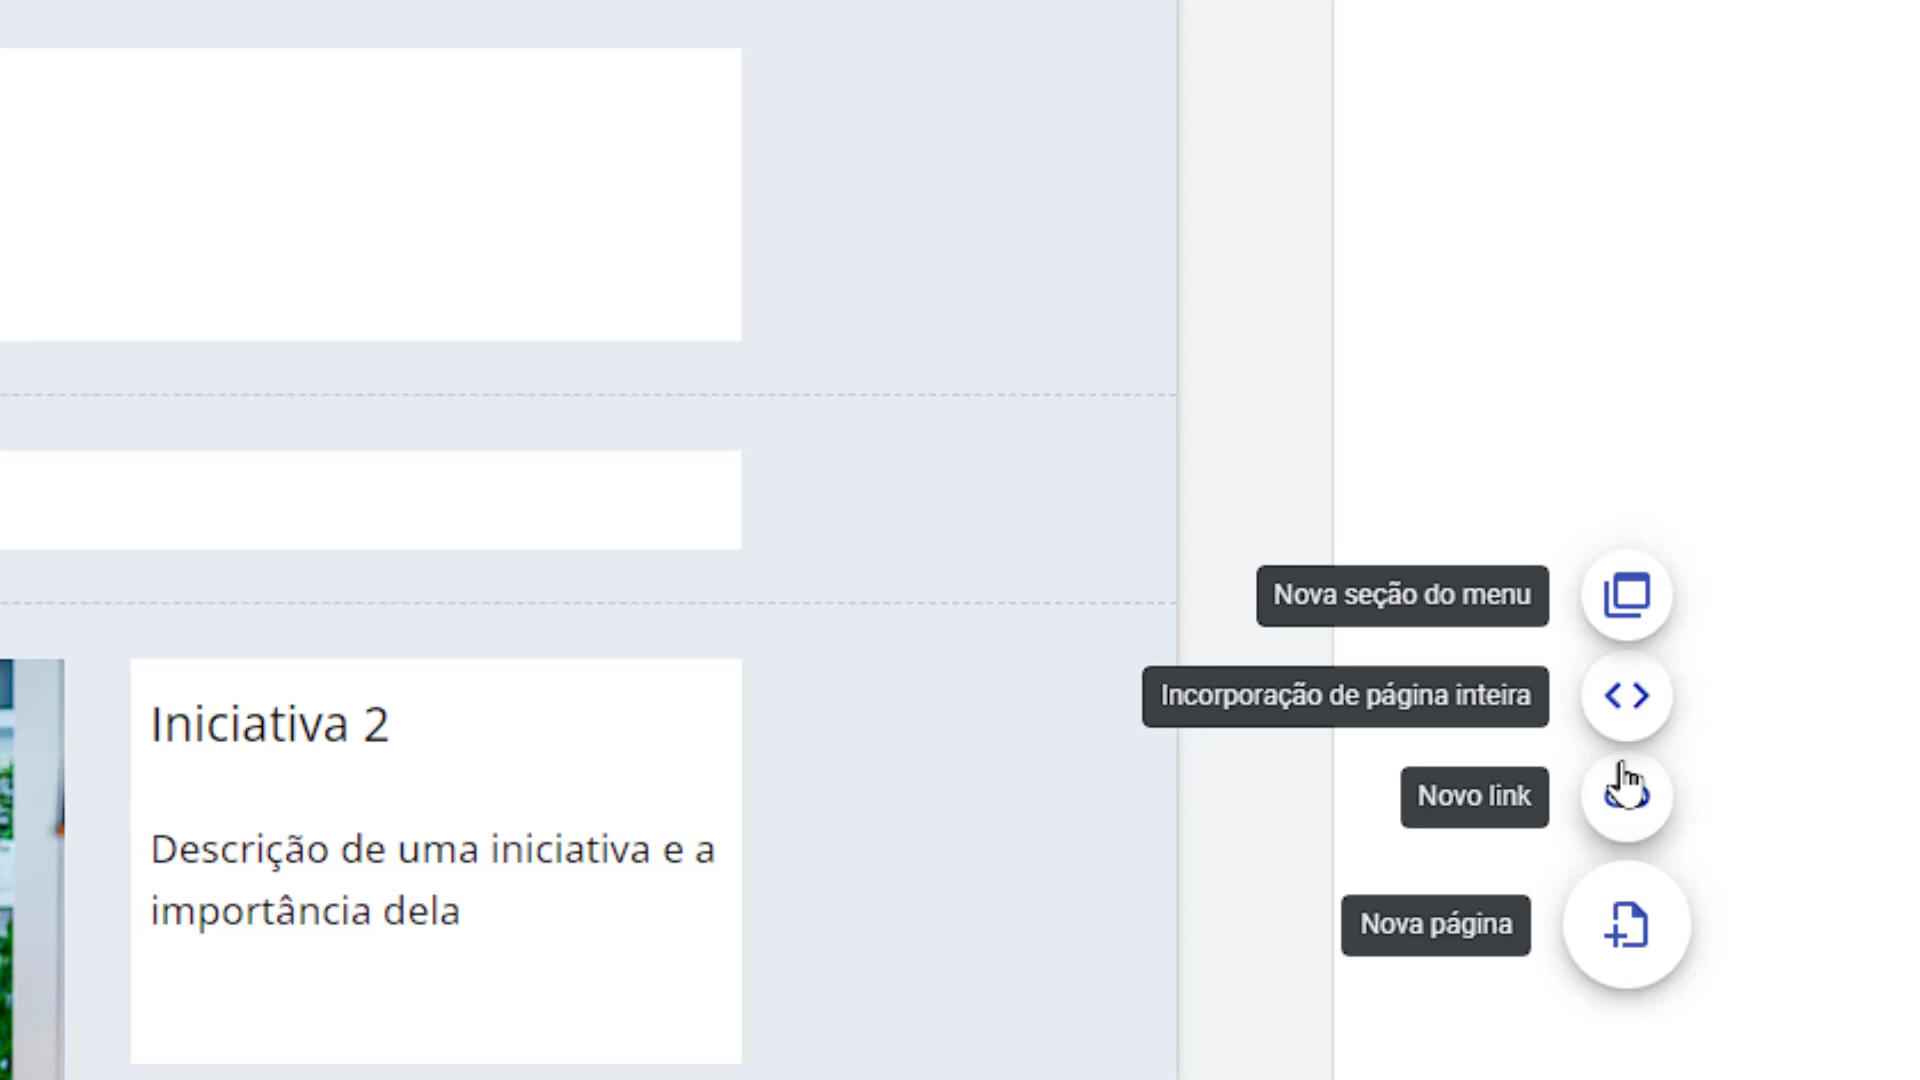 Nova seção do menu
Incorporação de página inteira
Iniciativa 2
Novo link
Descrição de uma iniciativa e a
importância dela
Nova página